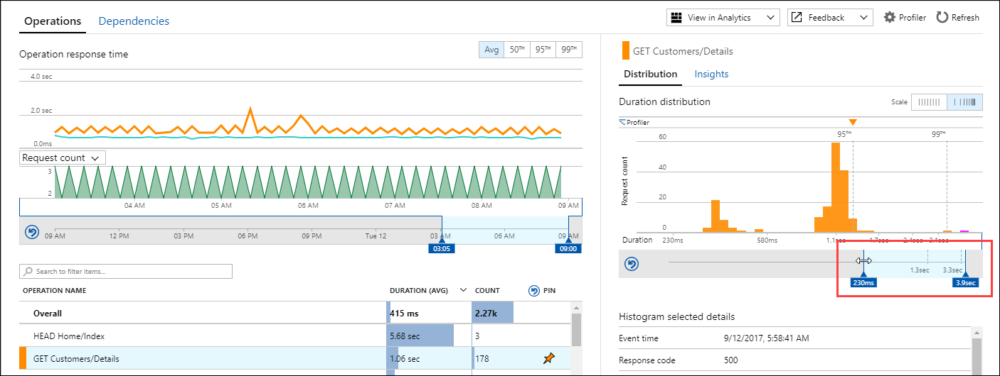 Operations Dependencies
View in Analytics Feedback Profiler Refresh
Operation response time
Avg 50TH 95TH 99TH
4.0 sec
2.0 sec
0.0ms
Request count
3
2
04 AM 05 AM 06 AM 07 AM 08 AM 09 AM
09 AM 12 PM 03 PM 06 PM 09 PM Tue 12 03 AM 06 AM 09 AM
03:05 09:00
Search to filter items...
OPERATION NAME DURATION (AVG) COUNT PIN
Overall 415 ms 2.27k
HEAD Home/Index 5.68 sec 3
GET Customers/Details 1.06 sec 178
GET Customers/Details
Distribution Insights
Duration distribution
Scale
Profiler
95TH 99TH
60
40
20
0
Request count
Duration 230ms 580ms 1.1sec 1.7sec 2.4sec 3.1sec
1.3sec 3.3sec
230ms 3.9sec
Histogram selected details
Event time 9/12/2017, 5:58:41 AM
Response code 500